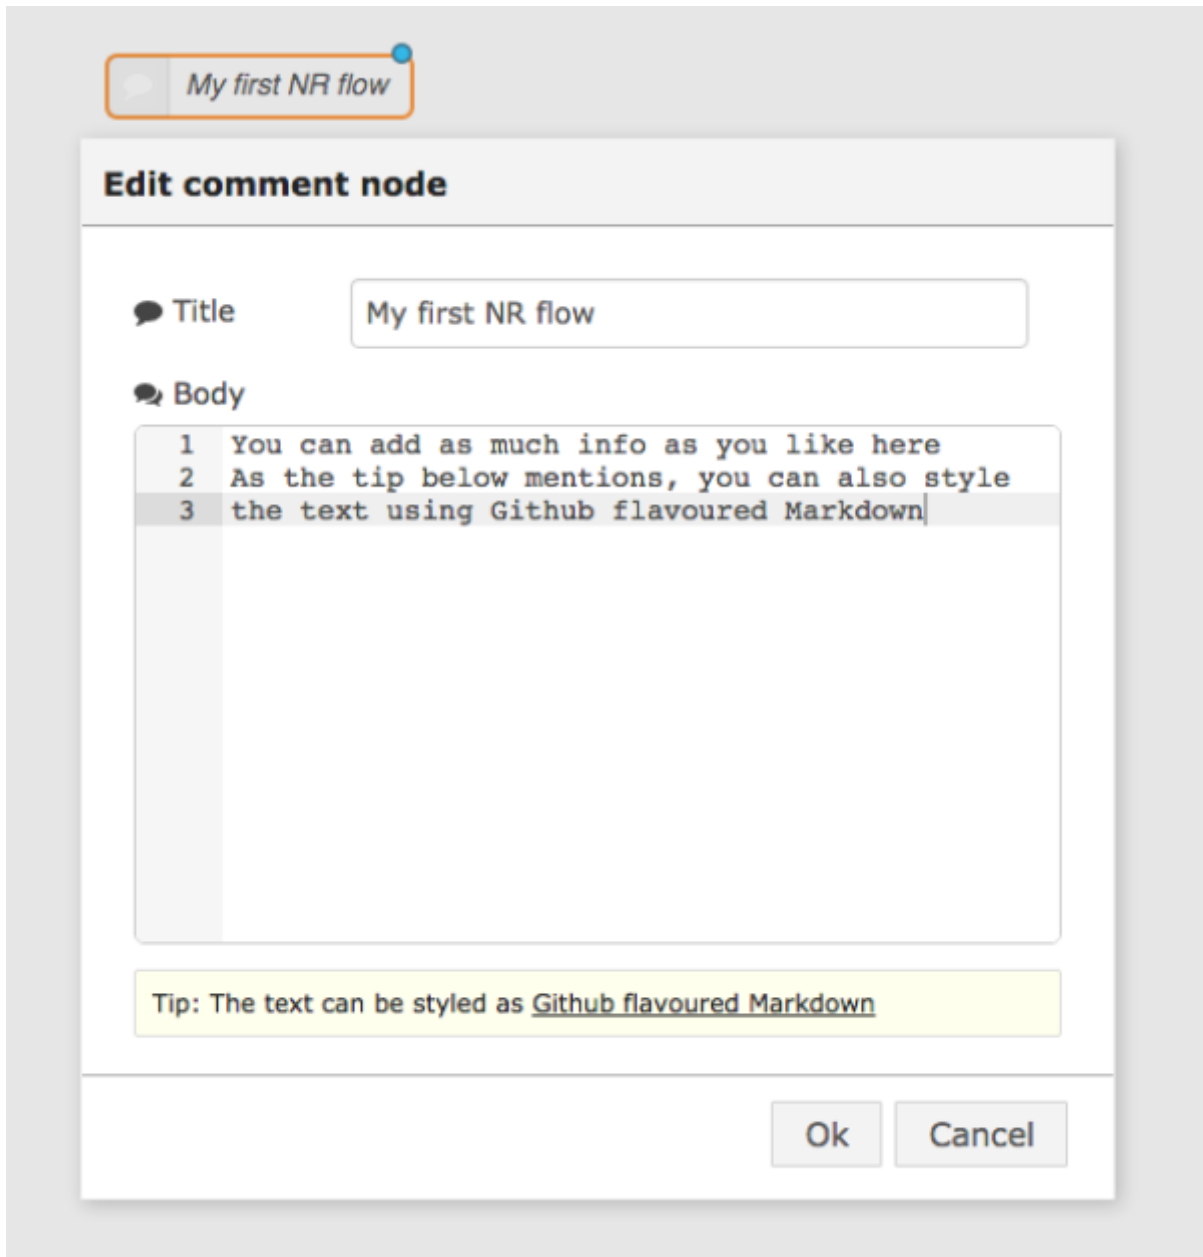 My first NR flow
Edit comment node
Title
My first NR flow
Body
1 You can add as much info as you like here
2 As the tip below mentions, you can also style
3 the text using Github flavoured Markdown
Tip: The text can be styled as Github flavoured Markdown
Ok Cancel